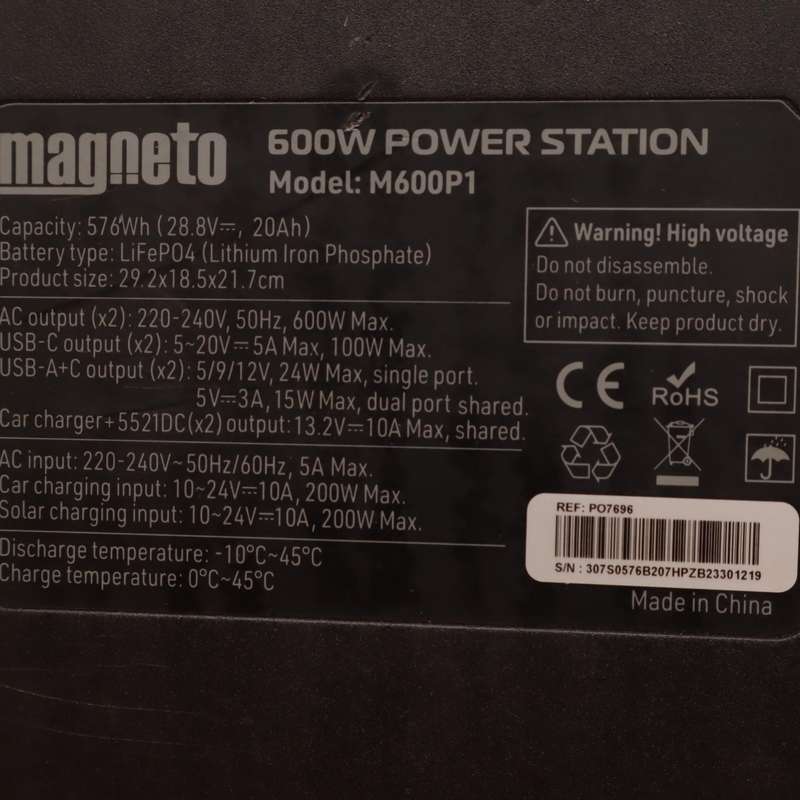 magneto
600W POWER STATION
Model: M600P1
Capacity: 576Wh (28.8V⎓, 20Ah)
Battery type: LiFePO4 (Lithium Iron Phosphate)
Product size: 29.2x18.5x21.7cm
AC output (x2): 220-240V, 50Hz, 600W Max.
USB-C output (x2): 5~20V⎓5A Max, 100W Max.
USB-A+C output (x2): 5/9/12V, 24W Max, single port.
5V⎓3A, 15W Max, dual port shared.
Car charger+5521DC(x2) output: 13.2V⎓10A Max, shared.
AC input: 220-240V~50Hz/60Hz, 5A Max.
Car charging input: 10~24V⎓10A, 200W Max.
Solar charging input: 10~24V⎓10A, 200W Max.
Discharge temperature: -10°C~45°C
Charge temperature: 0°C~45°C
Warning! High voltage
Do not disassemble.
Do not burn, puncture, shock
or impact. Keep product dry.
CE
RoHS
REF: PO7696
S/N : 307S0576B207HPZB23301219
Made in China